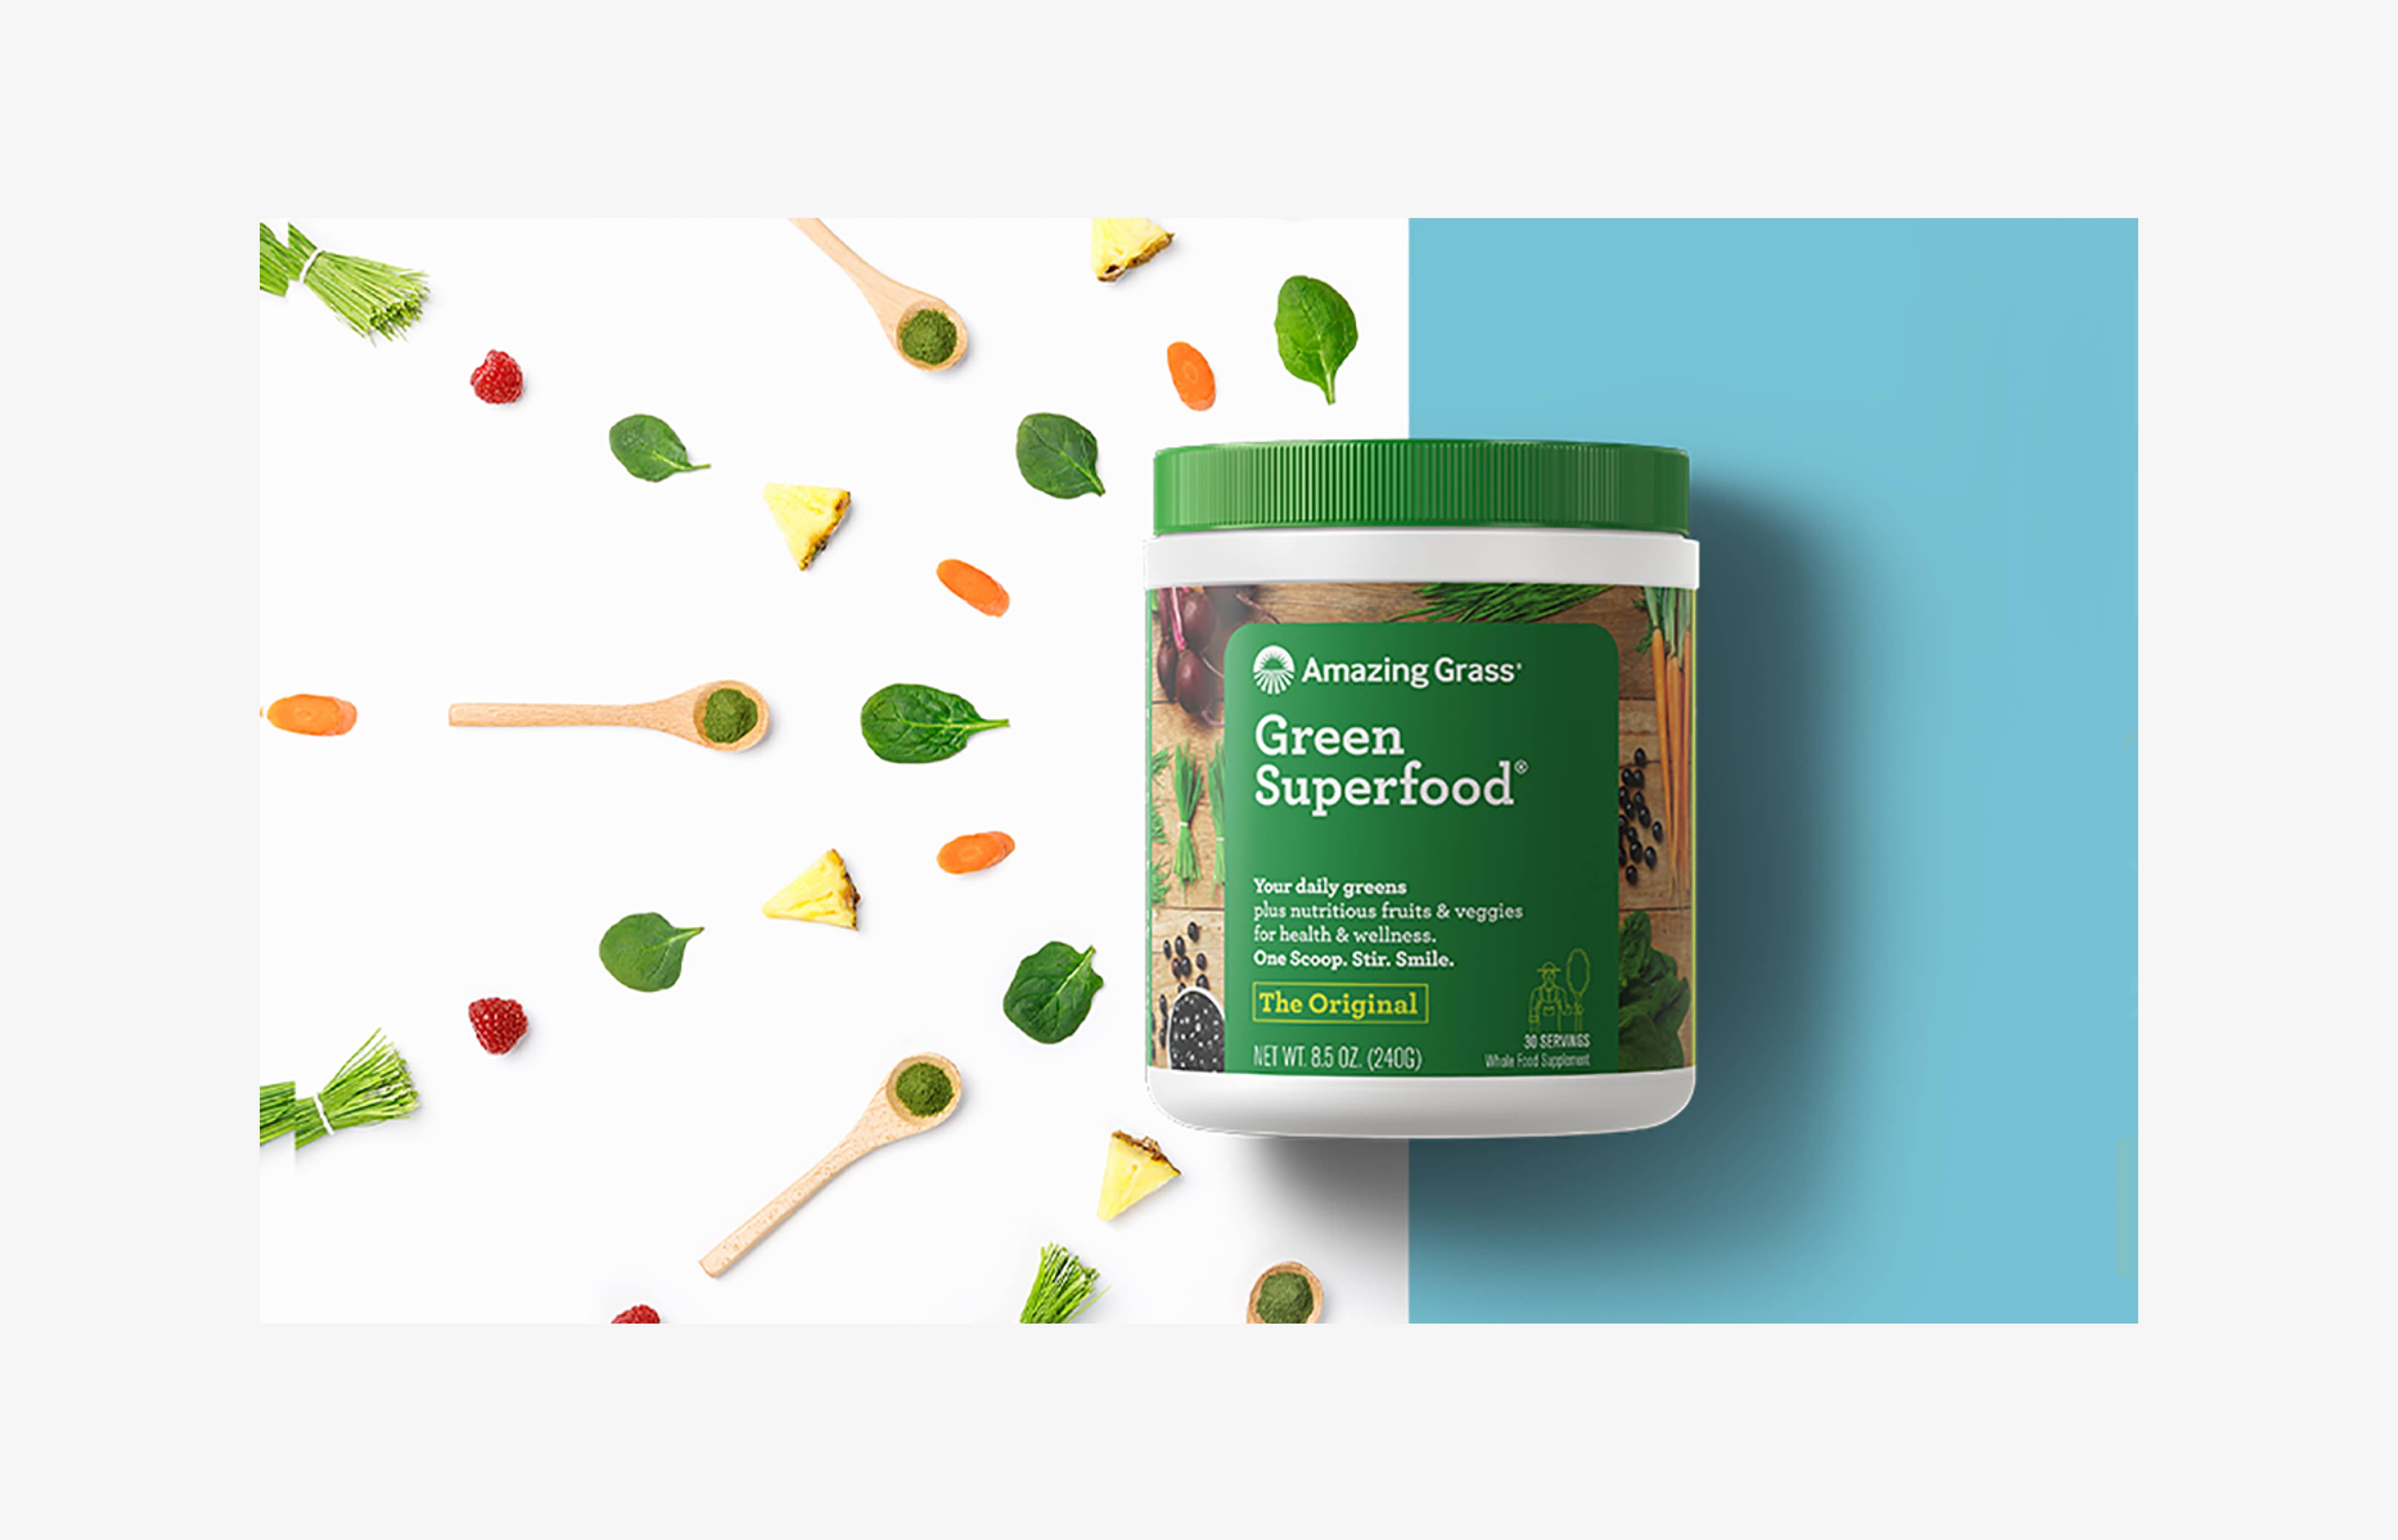 Amazing Grass®
Green
Superfood®
Your daily greens
plus nutritious fruits & veggies
for health & wellness.
One Scoop. Stir. Smile.
The Original
NET WT. 8.5 OZ. (240G)
30 SERVINGS
Whole Food Supplement